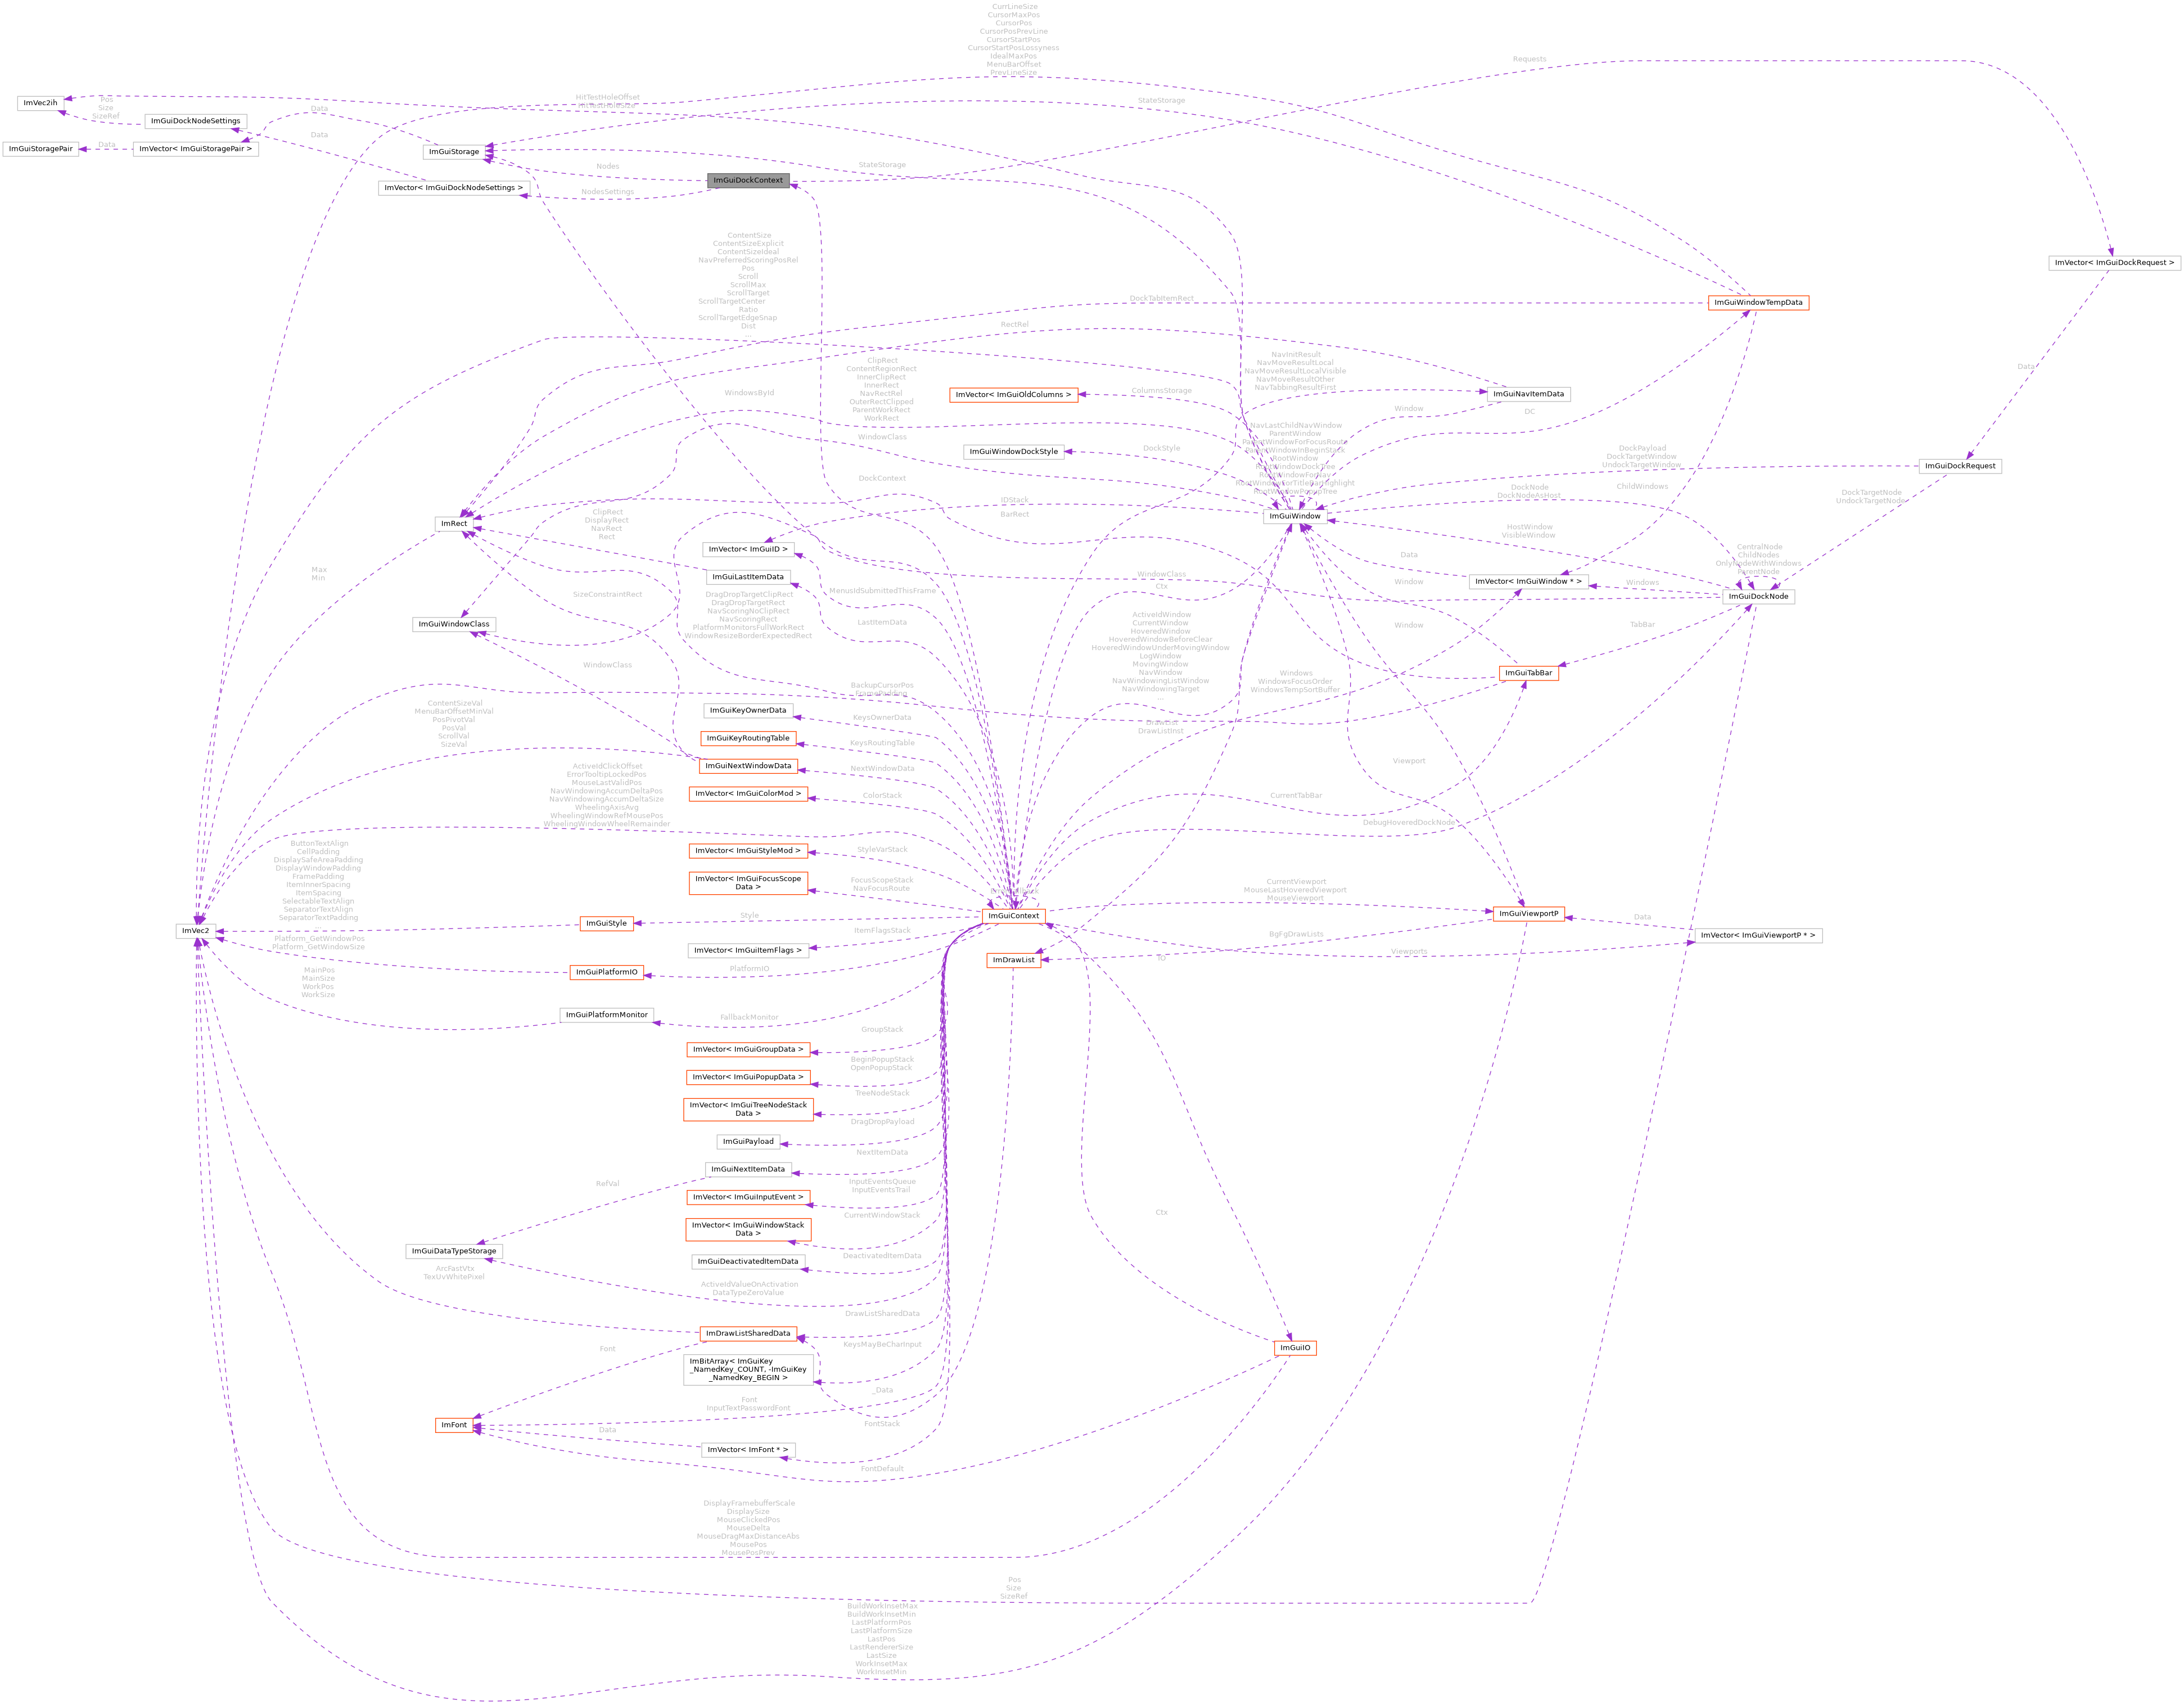 CurrLineSize
CursorMaxPos
CursorPos
CursorPosPrevLine
CursorStartPos
CursorStartPosLossyness
IdealMaxPos
MenuBarOffset
PrevLineSize
Requests
ImVec2ih
Pos
Size
SizeRef
Data
HitTestHoleOffset
HitTestHoleSize
StateStorage
ImGuiDockNodeSettings
Data
ImGuiStoragePair
Data
ImVector< ImGuiStoragePair >
ImGuiStorage
Nodes
StateStorage
ImGuiDockContext
ImVector< ImGuiDockNodeSettings >
NodesSettings
ContentSize
ContentSizeExplicit
ContentSizeIdeal
NavPreferredScoringPosRel
Pos
Scroll
ScrollMax
ScrollTarget
ScrollTargetCenter
Ratio
ScrollTargetEdgeSnap
Dist
...
ImVector< ImGuiDockRequest >
DockTabItemRect
ImGuiWindowTempData
RectRel
ClipRect
ContentRegionRect
InnerClipRect
InnerRect
NavRectRel
OuterRectClipped
ParentWorkRect
WorkRect
NavInitResult
NavMoveResultLocal
NavMoveResultLocalVisible
NavMoveResultOther
NavTabbingResultFirst
Data
WindowsById
ImVector< ImGuiOldColumns >
ColumnsStorage
ImGuiNavItemData
Window
DC
WindowClass
NavLastChildNavWindow
ParentWindow
ParentWindowForFocusRoute
ParentWindowInBeginStack
RootWindow
RootWindowDockTree
RootWindowForNav
RootWindowForTitleBarHighlight
RootWindowPopupTree
ImGuiWindowDockStyle
DockStyle
DockPayload
DockTargetWindow
UndockTargetWindow
ImGuiDockRequest
DockContext
ChildWindows
DockNode
DockNodeAsHost
DockTargetNode
UndockTargetNode
IDStack
BarRect
ImGuiWindow
ImRect
ClipRect
DisplayRect
NavRect
Rect
HostWindow
VisibleWindow
ImVector< ImGuiID >
CentralNode
ChildNodes
OnlyNodeWithWindows
ParentNode
Data
Max
Min
ImGuiLastItemData
WindowClass
Ctx
Window
ImVector< ImGuiWindow * >
Windows
MenusIdSubmittedThisFrame
SizeConstraintRect
DragDropTargetClipRect
DragDropTargetRect
NavScoringNoClipRect
NavScoringRect
PlatformMonitorsFullWorkRect
WindowResizeBorderExpectedRect
ImGuiDockNode
ImGuiWindowClass
LastItemData
ActiveIdWindow
CurrentWindow
HoveredWindow
HoveredWindowBeforeClear
HoveredWindowUnderMovingWindow
LogWindow
MovingWindow
NavWindow
NavWindowingListWindow
NavWindowingTarget
...
Window
TabBar
WindowClass
Windows
WindowsFocusOrder
WindowsTempSortBuffer
ImGuiTabBar
BackupCursorPos
FramePadding
ContentSizeVal
MenuBarOffsetMinVal
PosPivotVal
PosVal
ScrollVal
SizeVal
ImGuiKeyOwnerData
KeysOwnerData
DrawList
DrawListInst
ImGuiKeyRoutingTable
KeysRoutingTable
ImGuiNextWindowData
NextWindowData
Viewport
ActiveIdClickOffset
ErrorTooltipLockedPos
MouseLastValidPos
NavWindowingAccumDeltaPos
NavWindowingAccumDeltaSize
WheelingAxisAvg
WheelingWindowRefMousePos
WheelingWindowWheelRemainder
ImVector< ImGuiColorMod >
ColorStack
CurrentTabBar
DebugHoveredDockNode
ButtonTextAlign
CellPadding
DisplaySafeAreaPadding
DisplayWindowPadding
FramePadding
ItemInnerSpacing
ItemSpacing
SelectableTextAlign
SeparatorTextAlign
SeparatorTextPadding
...
ImVector< ImGuiStyleMod >
StyleVarStack
ImVector< ImGuiFocusScope
Data >
FocusScopeStack
NavFocusRoute
CurrentViewport
MouseLastHoveredViewport
MouseViewport
ImGuiContext
ImGuiViewportP
Data
ImVec2
ImGuiStyle
Style
ItemFlagsStack
BgFgDrawLists
ImVector< ImGuiViewportP * >
Platform_GetWindowPos
Platform_GetWindowSize
ImVector< ImGuiItemFlags >
Viewports
IO
ImDrawList
ImGuiPlatformIO
PlatformIO
MainPos
MainSize
WorkPos
WorkSize
ImGuiPlatformMonitor
FallbackMonitor
GroupStack
ImVector< ImGuiGroupData >
BeginPopupStack
OpenPopupStack
ImVector< ImGuiPopupData >
TreeNodeStack
ImVector< ImGuiTreeNodeStack
Data >
DragDropPayload
ImGuiPayload
NextItemData
ImGuiNextItemData
RefVal
InputEventsQueue
InputEventsTrail
ImVector< ImGuiInputEvent >
CurrentWindowStack
Ctx
ImVector< ImGuiWindowStack
Data >
ImGuiDataTypeStorage
ImGuiDeactivatedItemData
DeactivatedItemData
ArcFastVtx
TexUvWhitePixel
ActiveIdValueOnActivation
DataTypeZeroValue
DrawListSharedData
ImDrawListSharedData
Font
KeysMayBeCharInput
ImGuiIO
ImBitArray< ImGuiKey
_NamedKey_COUNT, -ImGuiKey
_NamedKey_BEGIN >
_Data
Font
InputTextPasswordFont
ImFont
FontStack
Data
ImVector< ImFont * >
FontDefault
DisplayFramebufferScale
DisplaySize
MouseClickedPos
MouseDelta
MouseDragMaxDistanceAbs
MousePos
MousePosPrev
Pos
Size
SizeRef
BuildWorkInsetMax
BuildWorkInsetMin
LastPlatformPos
LastPlatformSize
LastPos
LastRendererSize
LastSize
WorkInsetMax
WorkInsetMin